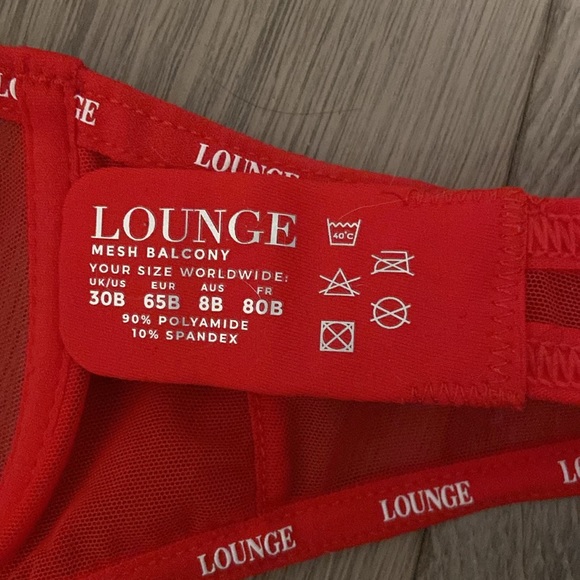 LOUNGE
LOUNGE
MESH BALCONY
YOUR SIZE WORLDWIDE:
UK/US EUR AUS FR
30B 65B 8B 80B
90% POLYAMIDE
10% SPANDEX
40°C
LOUNGE
LOUNGE